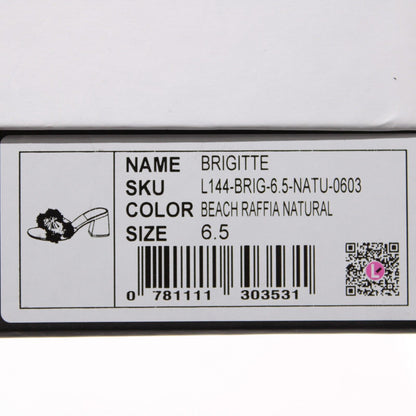 NAME BRIGITTE
SKU L144-BRIG-6.5-NATU-0603
COLOR BEACH RAFFIA NATURAL
SIZE 6.5
0 781111 303531
L